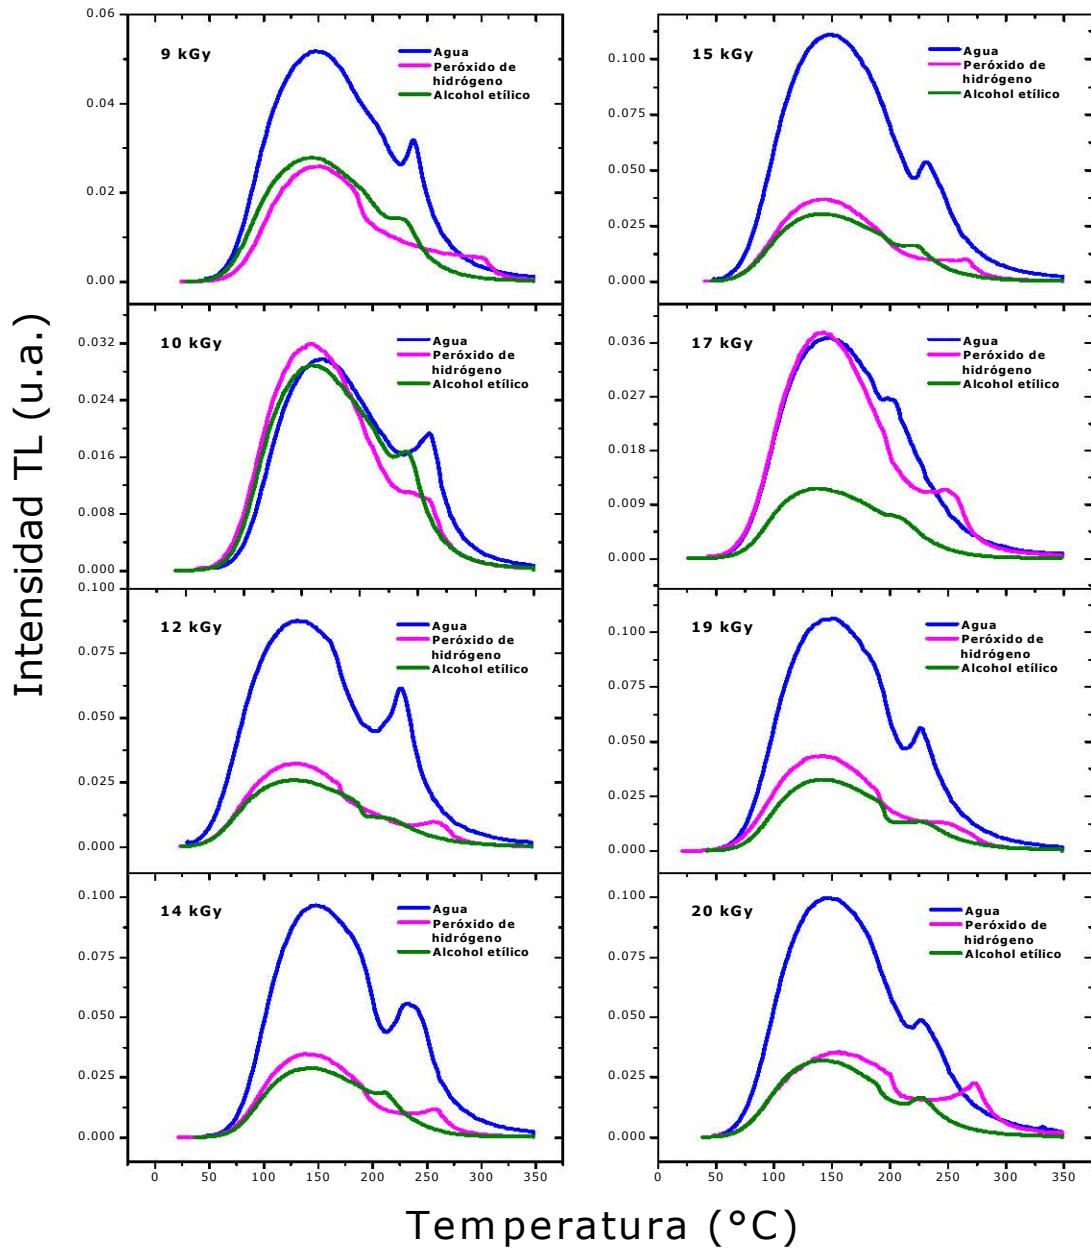 Intensidad TL (u.a.)
9 kGy
Agua
Peróxido de
hidrógeno
Alcohol etílico
0.06
0.04
0.02
0.00
10 kGy
Agua
Peróxido de
hidrógeno
Alcohol etílico
0.032
0.024
0.016
0.008
0.000
12 kGy
Agua
Peróxido de
hidrógeno
Alcohol etílico
0.100
0.075
0.050
0.025
0.000
14 kGy
Agua
Peróxido de
hidrógeno
Alcohol etílico
0.100
0.075
0.050
0.025
0.000
0 50 100 150 200 250 300 350
15 kGy
Agua
Peróxido de
hidrógeno
Alcohol etílico
0.100
0.075
0.050
0.025
0.000
17 kGy
Agua
Peróxido de
hidrógeno
Alcohol etílico
0.036
0.027
0.018
0.009
0.000
19 kGy
Agua
Peróxido de
hidrógeno
Alcohol etílico
0.100
0.075
0.050
0.025
0.000
20 kGy
Agua
Peróxido de
hidrógeno
Alcohol etílico
0.100
0.075
0.050
0.025
0.000
0 50 100 150 200 250 300 350
Temperatura (°C)